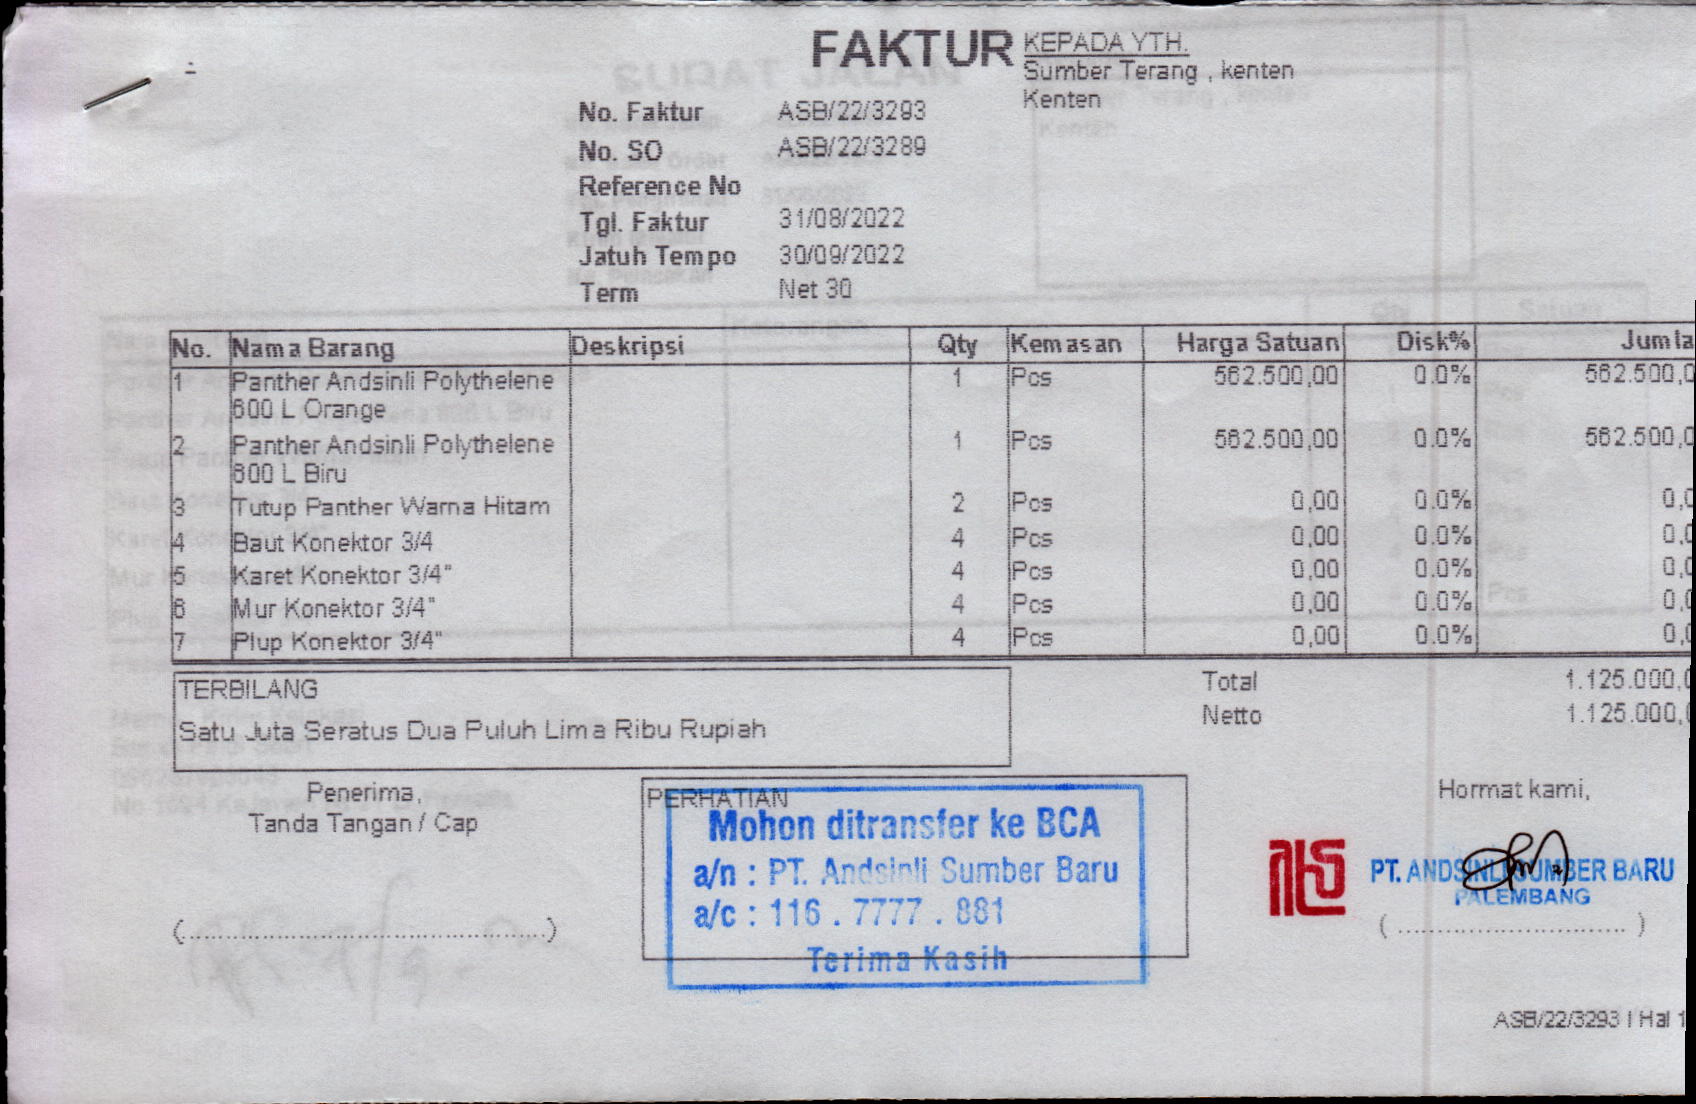 FAKTUR
KEPADA YTH.
Sumber Terang , kenten
Kenten
No. Faktur ASB/22/3293
No. SO ASB/22/3289
Reference No
Tgl. Faktur 31/08/2022
Jatuh Tempo 30/09/2022
Term Net 30
No. Nama Barang Deskripsi Qty Kemasan Harga Satuan Disk% Jumla
1 Panther Andsinli Polythelene 1 Pcs 562.500,00 0.0% 562.500,0
600 L Orange
2 Panther Andsinli Polythelene 1 Pcs 562.500,00 0.0% 562.500,0
600 L Biru
3 Tutup Panther Warna Hitam 2 Pcs 0,00 0.0% 0,0
4 Baut Konektor 3/4 4 Pcs 0,00 0.0% 0,0
5 Karet Konektor 3/4" 4 Pcs 0,00 0.0% 0,0
6 Mur Konektor 3/4" 4 Pcs 0,00 0.0% 0,0
7 Plup Konektor 3/4" 4 Pcs 0,00 0.0% 0,0
TERBILANG
Satu Juta Seratus Dua Puluh Lima Ribu Rupiah
Total 1.125.000,0
Netto 1.125.000,
Penerima,
Tanda Tangan / Cap
(..........................................)
PERHATIAN
Mohon ditransfer ke BCA
a/n : PT. Andsinli Sumber Baru
a/c : 116 . 7777 . 881
Terima Kasih
Hormat kami,
PT. ANDSINLI SUMBER BARU
PALEMBANG
( ............................ )
ASB/22/3293 | Hal 1